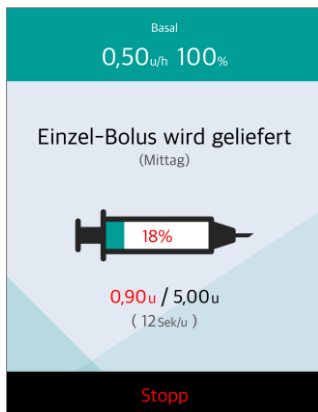 Basal
0,50u/h 100%
Einzel-Bolus wird geliefert
(Mittag)
18%
0,90u / 5,00u
( 12Sek/u )
Stopp